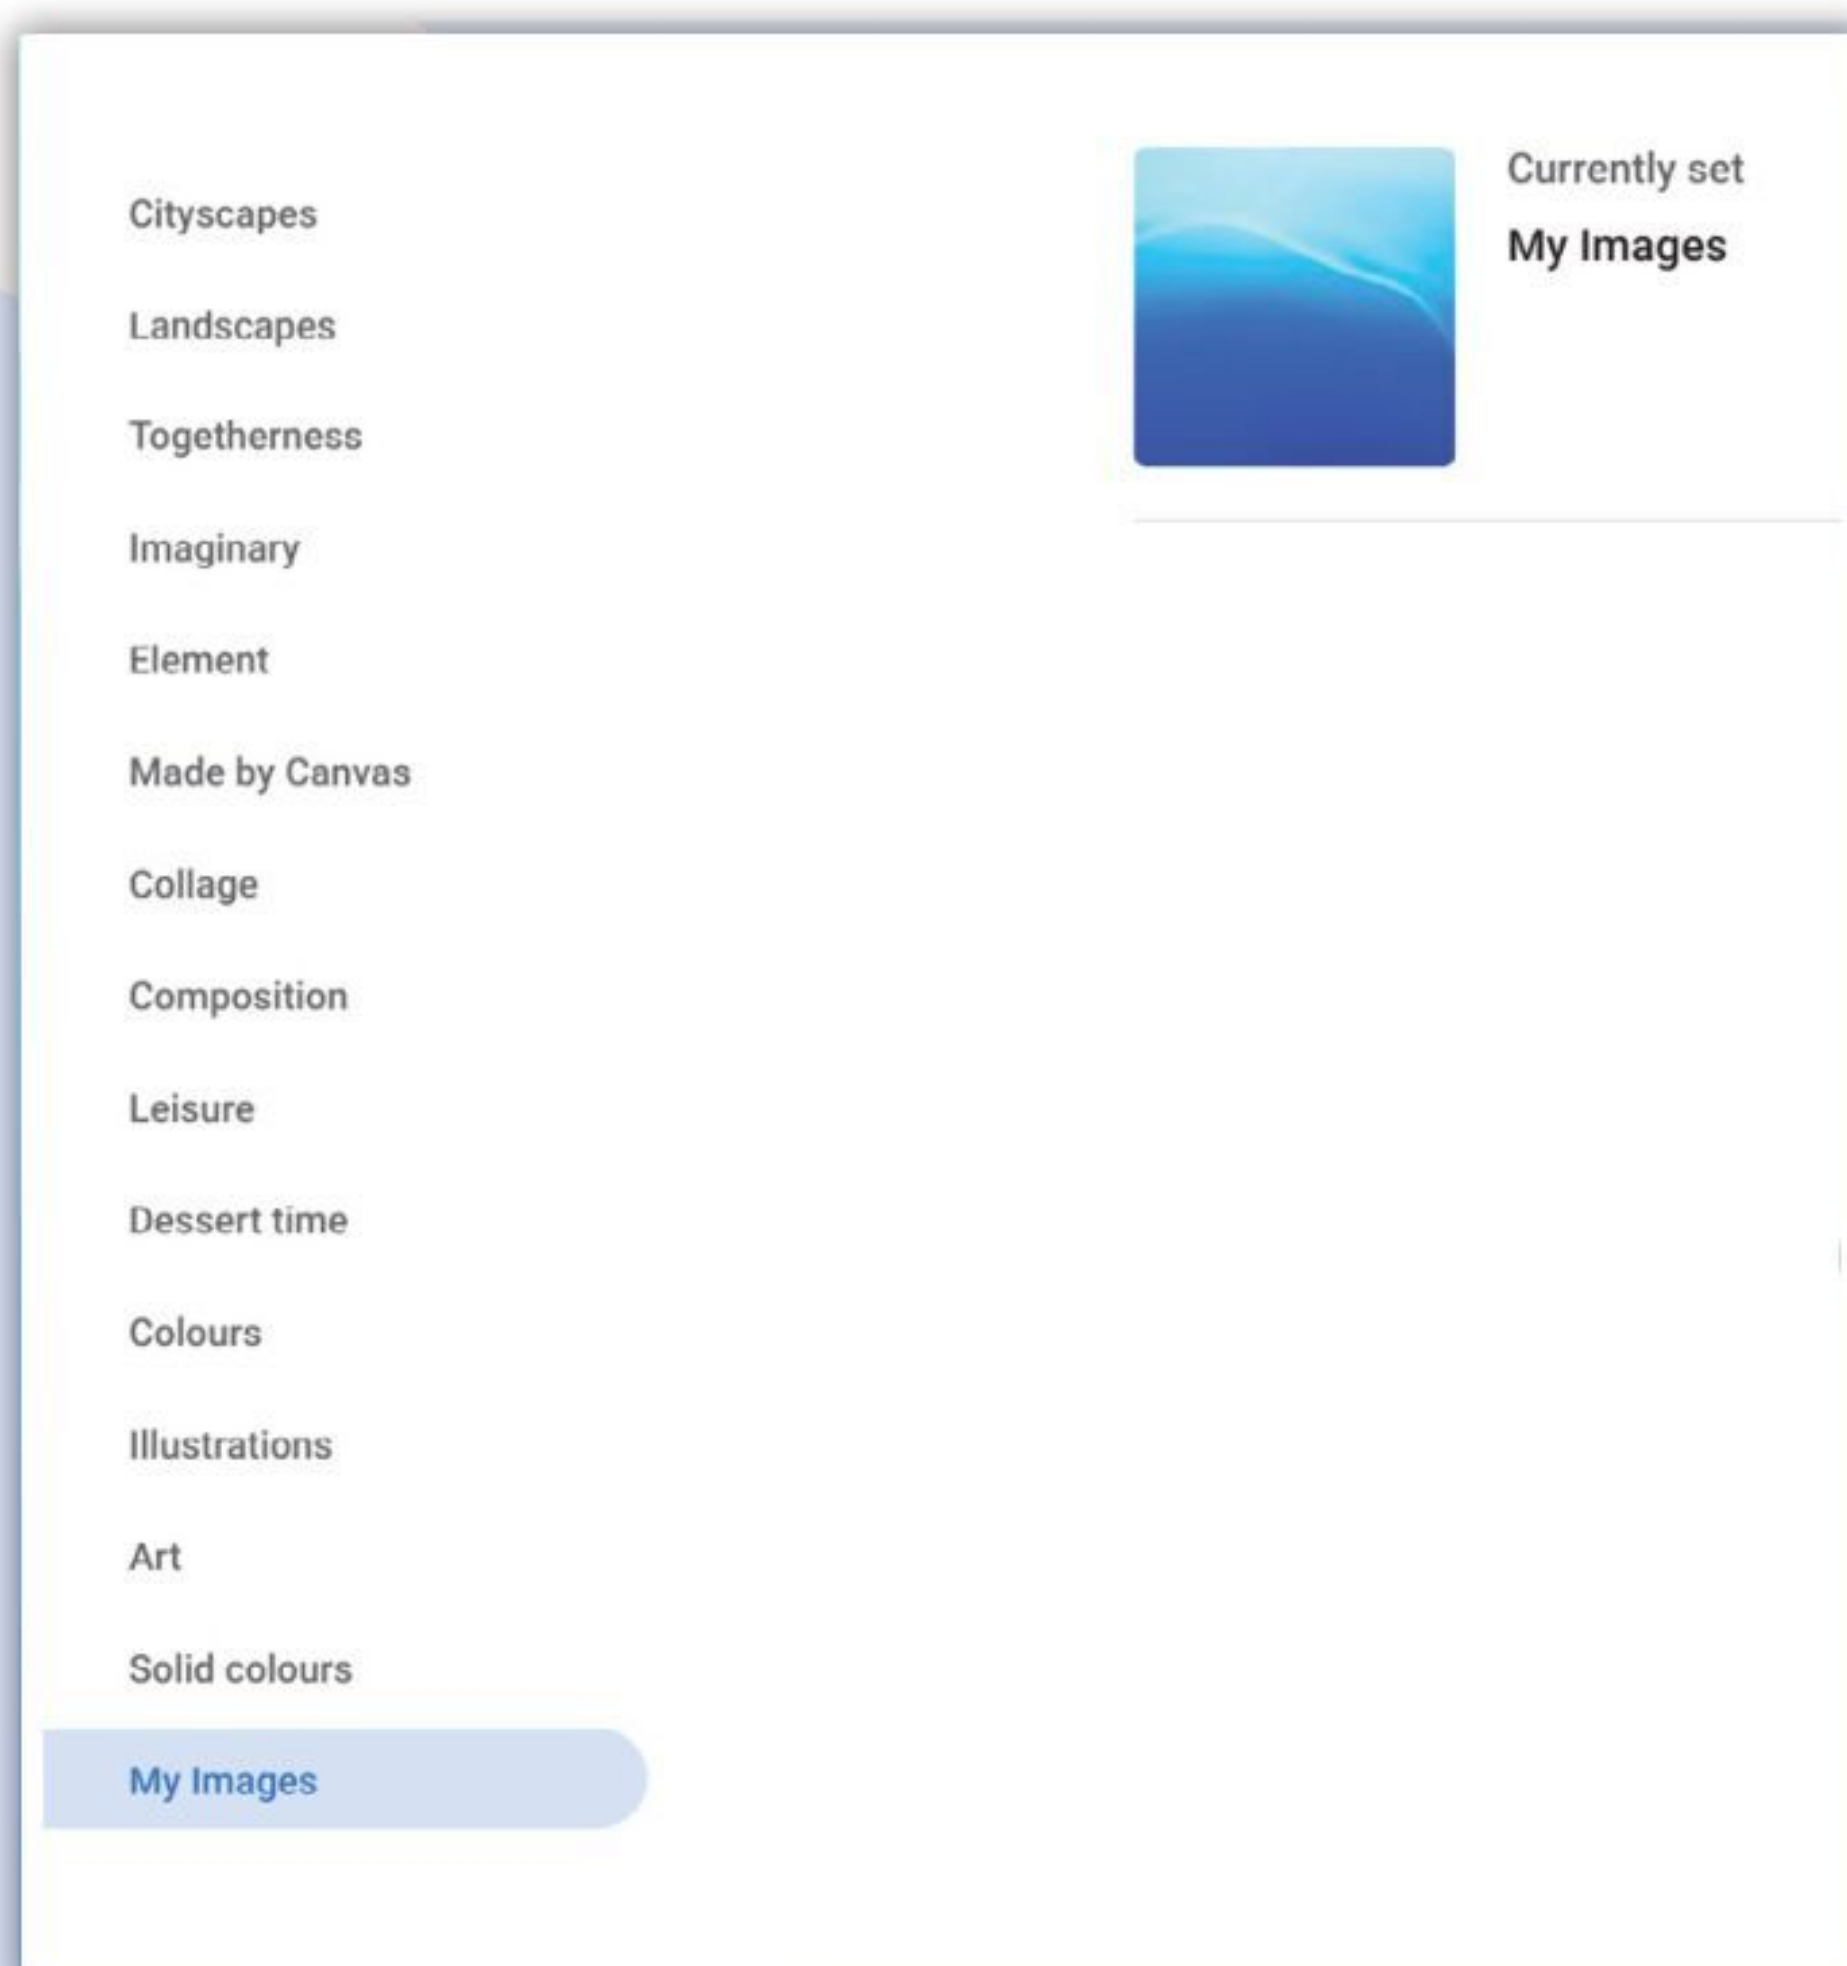 Cityscapes
Landscapes
Togetherness
Imaginary
Element
Made by Canvas
Collage
Composition
Leisure
Dessert time
Colours
Illustrations
Art
Solid colours
My Images
Currently set
My Images